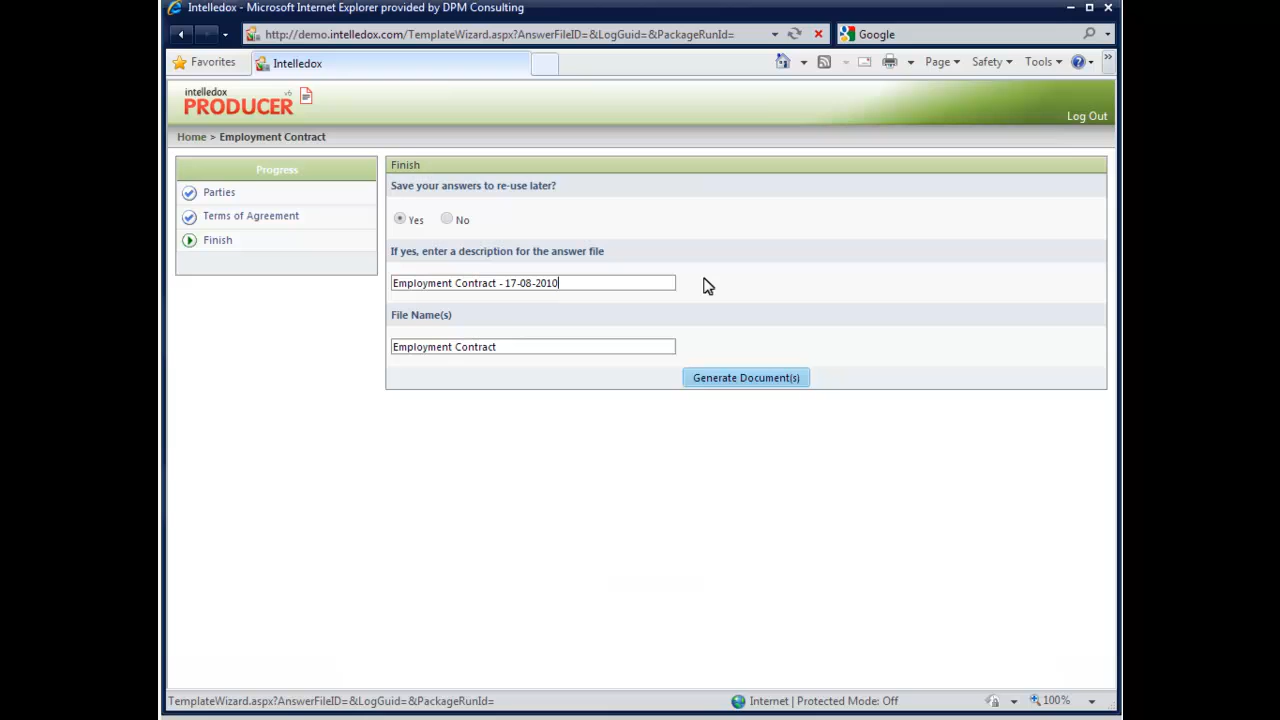 Intelledox - Microsoft Internet Explorer provided by DPM Consulting
http://demo.intelledox.com/TemplateWizard.aspx?AnswerFileID=&LogGuid=&PackageRunId=
Google
Favorites
Intelledox
Page
Safety
Tools
intelledox v6
PRODUCER
Log Out
Home > Employment Contract
Progress
Parties
Terms of Agreement
Finish
Finish
Save your answers to re-use later?
Yes
No
If yes, enter a description for the answer file
Employment Contract - 17-08-2010
File Name(s)
Employment Contract
Generate Document(s)
TemplateWizard.aspx?AnswerFileID=&LogGuid=&PackageRunId=
Internet | Protected Mode: Off
100%